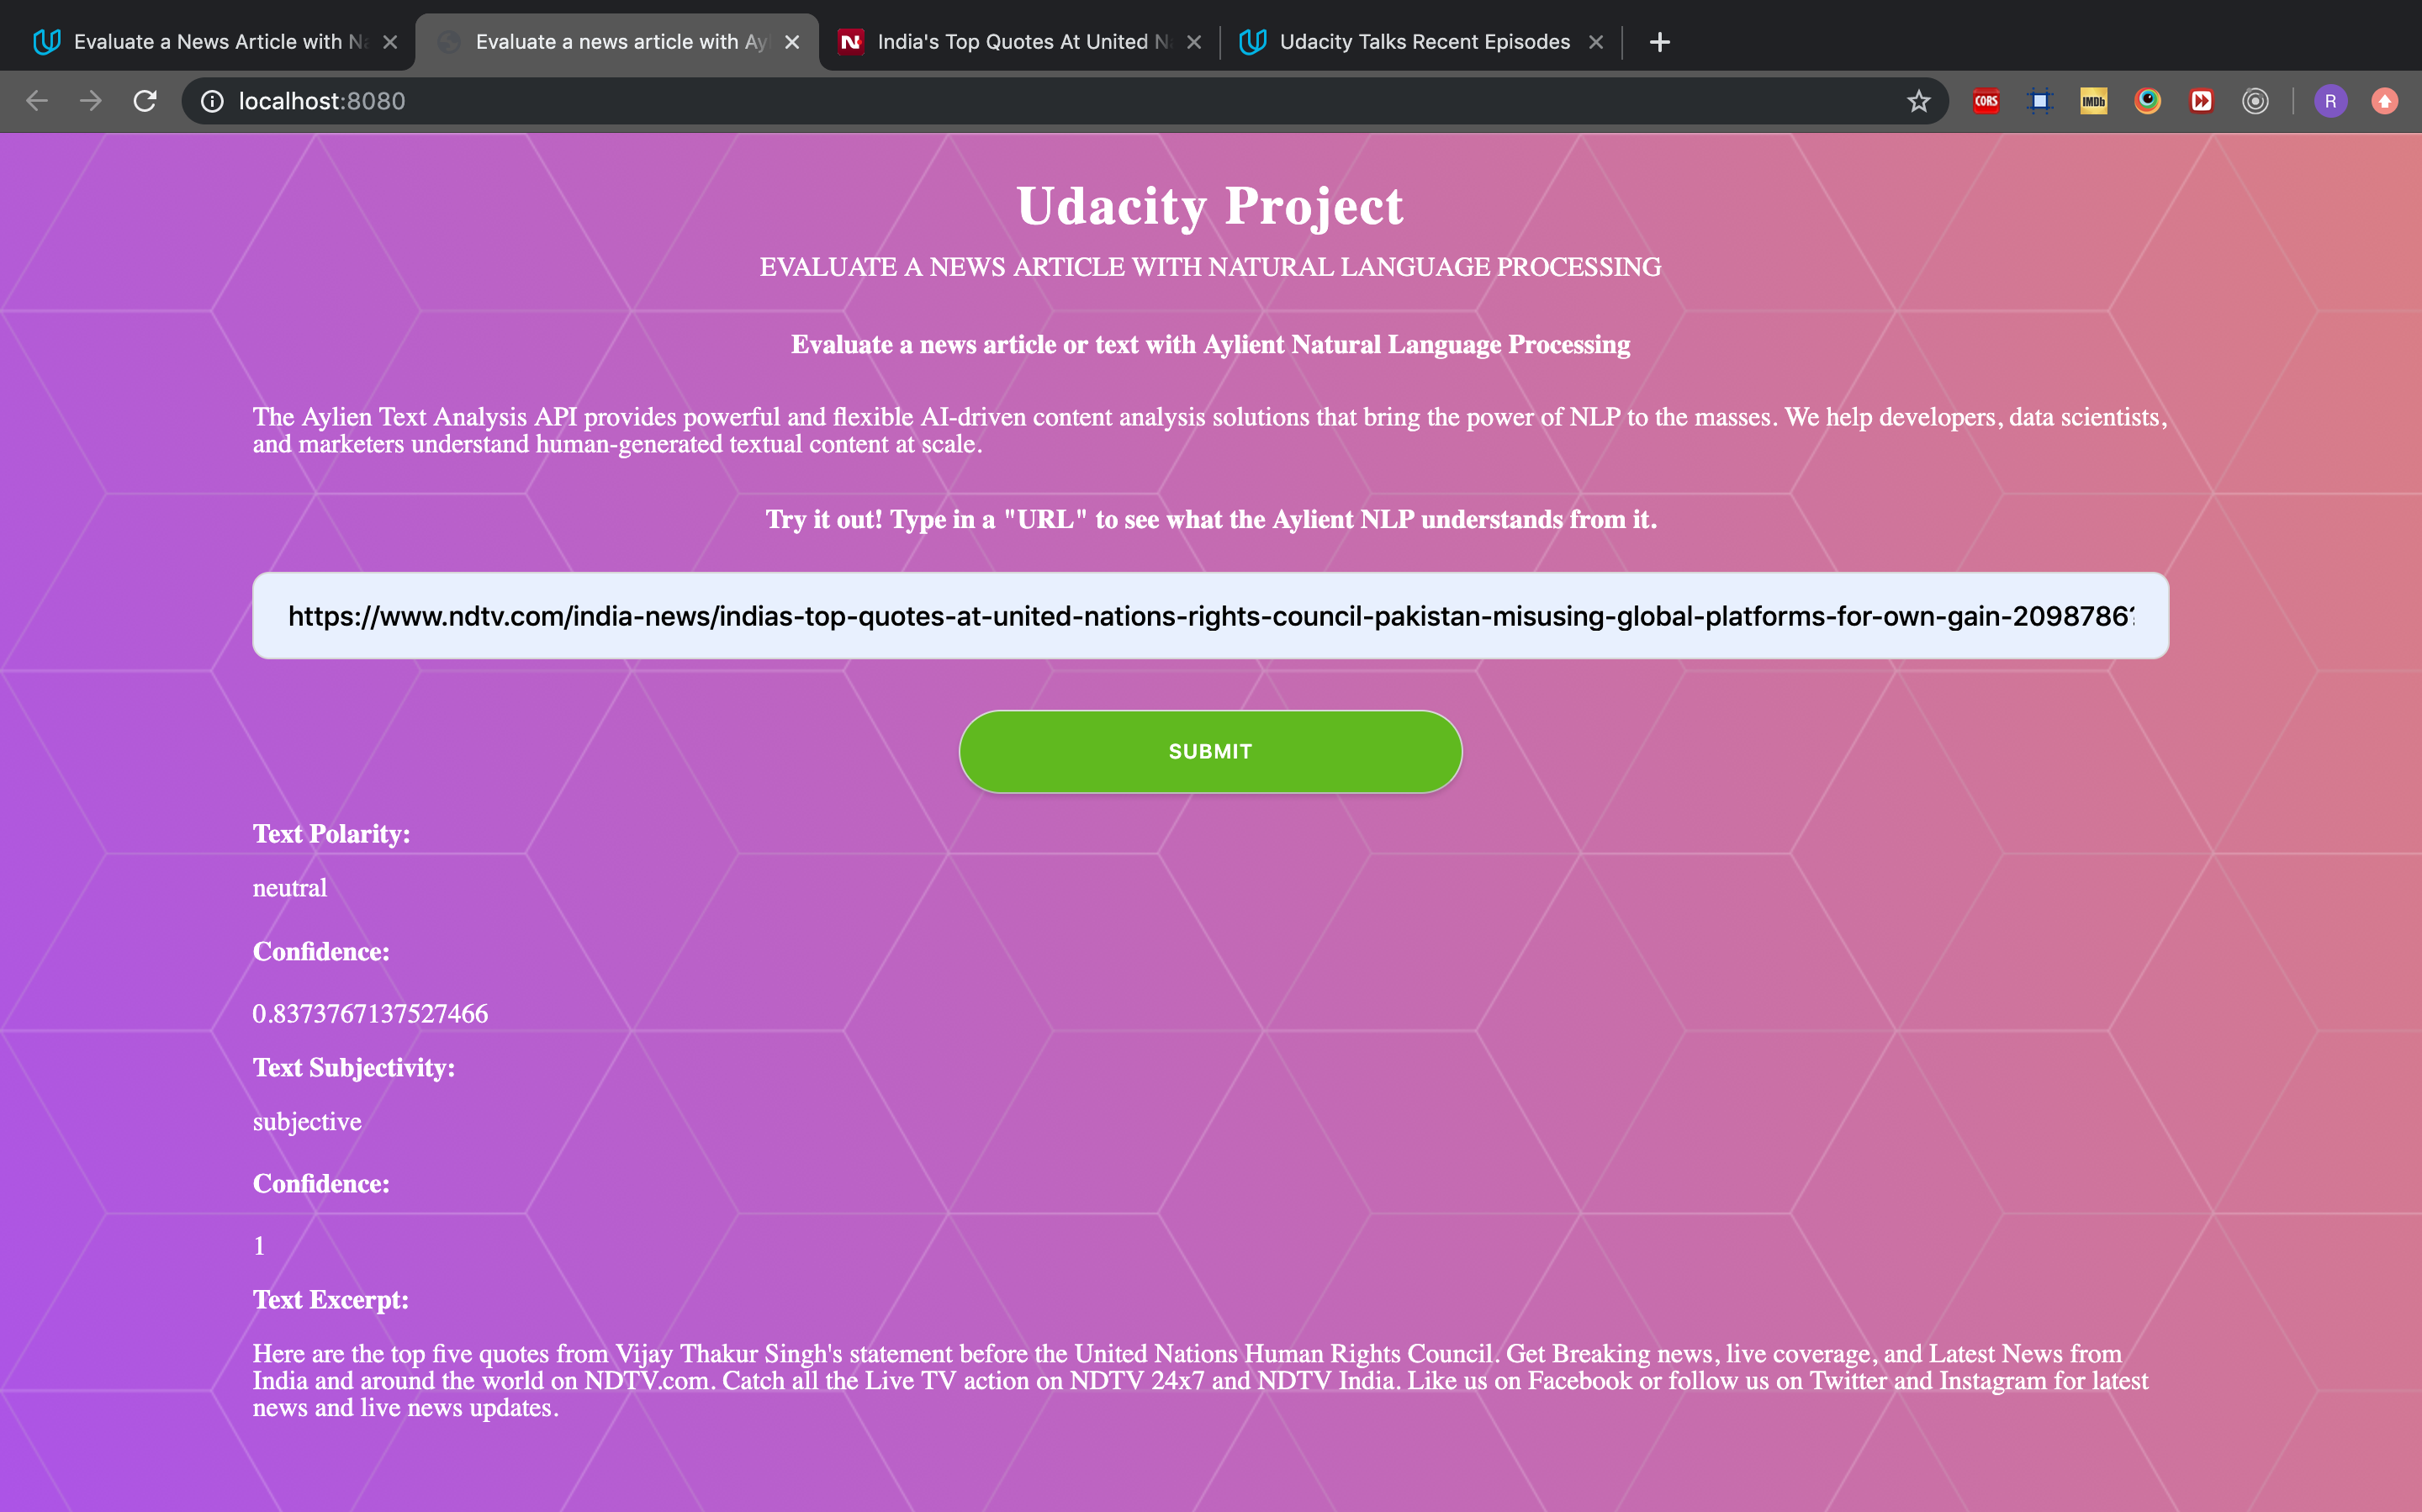 Evaluate a News Article with Na
Evaluate a news article with Ayl
India's Top Quotes At United N
Udacity Talks Recent Episodes
localhost:8080
CORS
IMDb
R
Udacity Project
EVALUATE A NEWS ARTICLE WITH NATURAL LANGUAGE PROCESSING
Evaluate a news article or text with Aylient Natural Language Processing
The Aylien Text Analysis API provides powerful and flexible AI-driven content analysis solutions that bring the power of NLP to the masses. We help developers, data scientists,
and marketers understand human-generated textual content at scale.
Try it out! Type in a "URL" to see what the Aylient NLP understands from it.
https://www.ndtv.com/india-news/indias-top-quotes-at-united-nations-rights-council-pakistan-misusing-global-platforms-for-own-gain-2098786?
SUBMIT
Text Polarity:
neutral
Confidence:
0.8373767137527466
Text Subjectivity:
subjective
Confidence:
1
Text Excerpt:
Here are the top five quotes from Vijay Thakur Singh's statement before the United Nations Human Rights Council. Get Breaking news, live coverage, and Latest News from
India and around the world on NDTV.com. Catch all the Live TV action on NDTV 24x7 and NDTV India. Like us on Facebook or follow us on Twitter and Instagram for latest
news and live news updates.